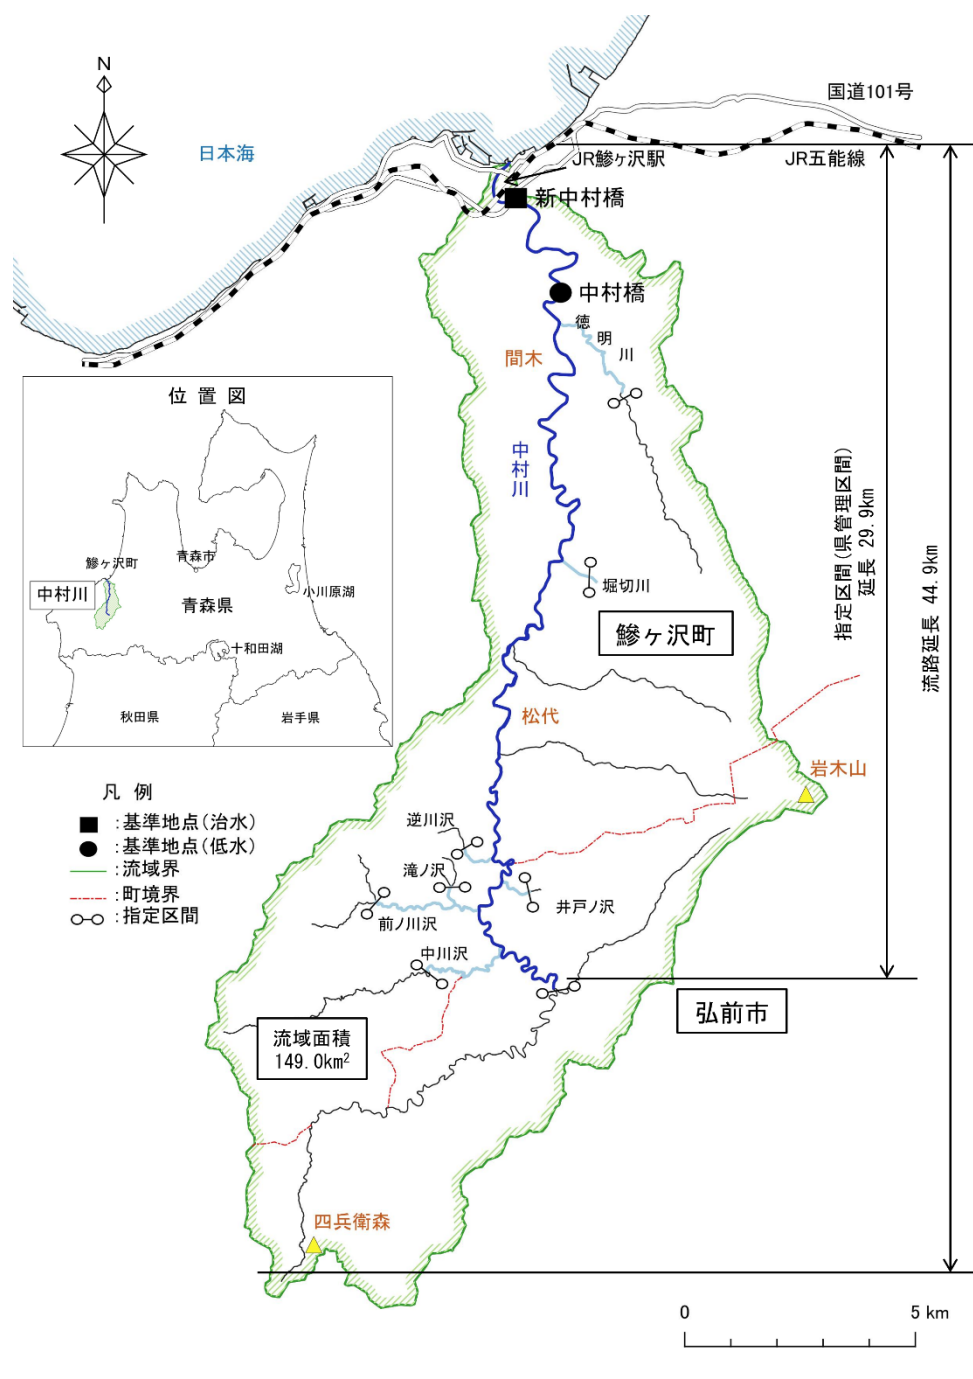 N
国道101号
日本海
JR鰺ヶ沢駅
JR五能線
新中村橋
中村橋
徳明川
間木
中村川
位置図
鰺ヶ沢町
青森市
中村川
青森県
小川原湖
十和田湖
秋田県
岩手県
堀切川
鰺ヶ沢町
指定区間(県管理区間)
延長 29.9km
流路延長 44.9km
松代
岩木山
凡 例
:基準地点(治水)
:基準地点(低水)
:流域界
:町境界
:指定区間
逆川沢
滝ノ沢
前ノ川沢
井戸ノ沢
中川沢
弘前市
流域面積
149.0km²
四兵衛森
0 5 km